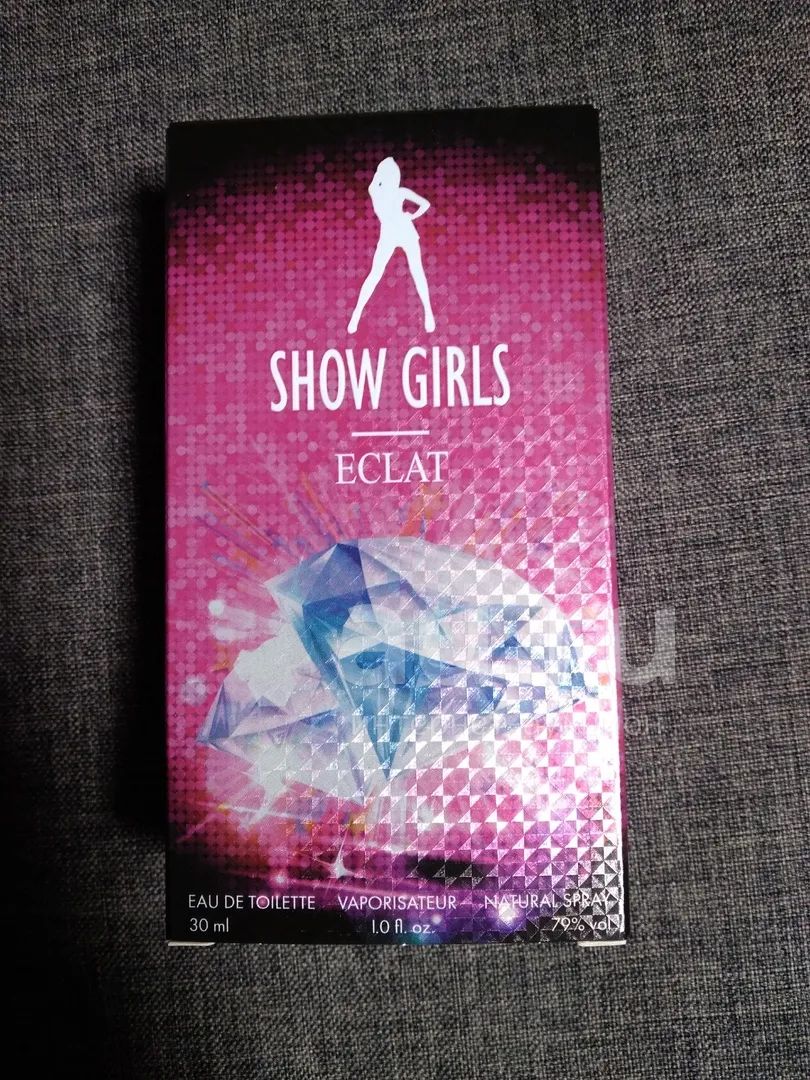 SHOW GIRLS
ECLAT
EAU DE TOILETTE VAPORISATEUR NATURAL SPRAY
30 ml 1.0 fl. oz. 79% vol